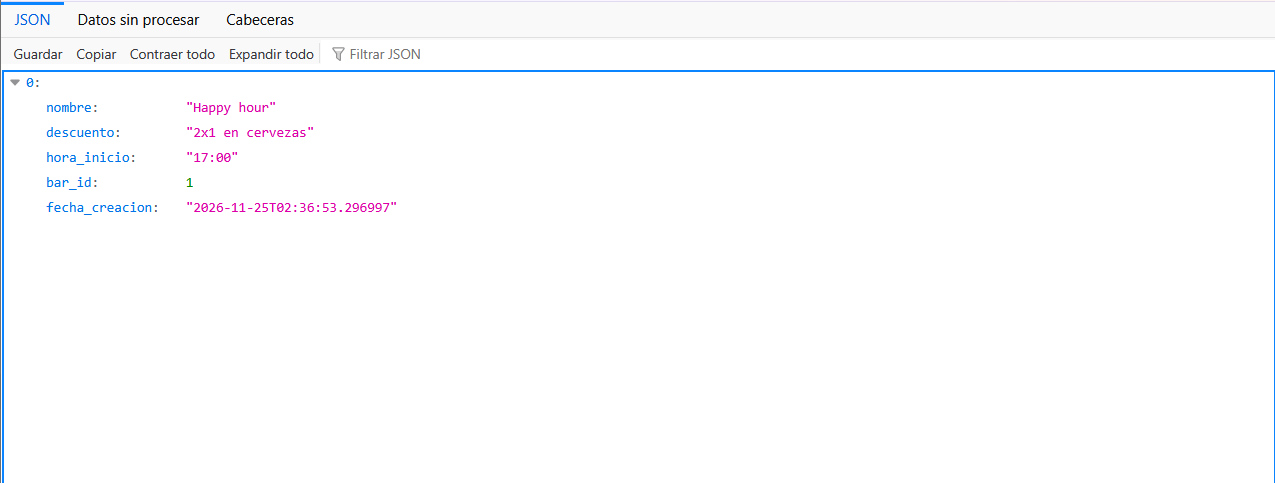 JSON Datos sin procesar Cabeceras
Guardar Copiar Contraer todo Expandir todo Filtrar JSON
0:
nombre: "Happy hour"
descuento: "2x1 en cervezas"
hora_inicio: "17:00"
bar_id: 1
fecha_creacion: "2026-11-25T02:36:53.296997"